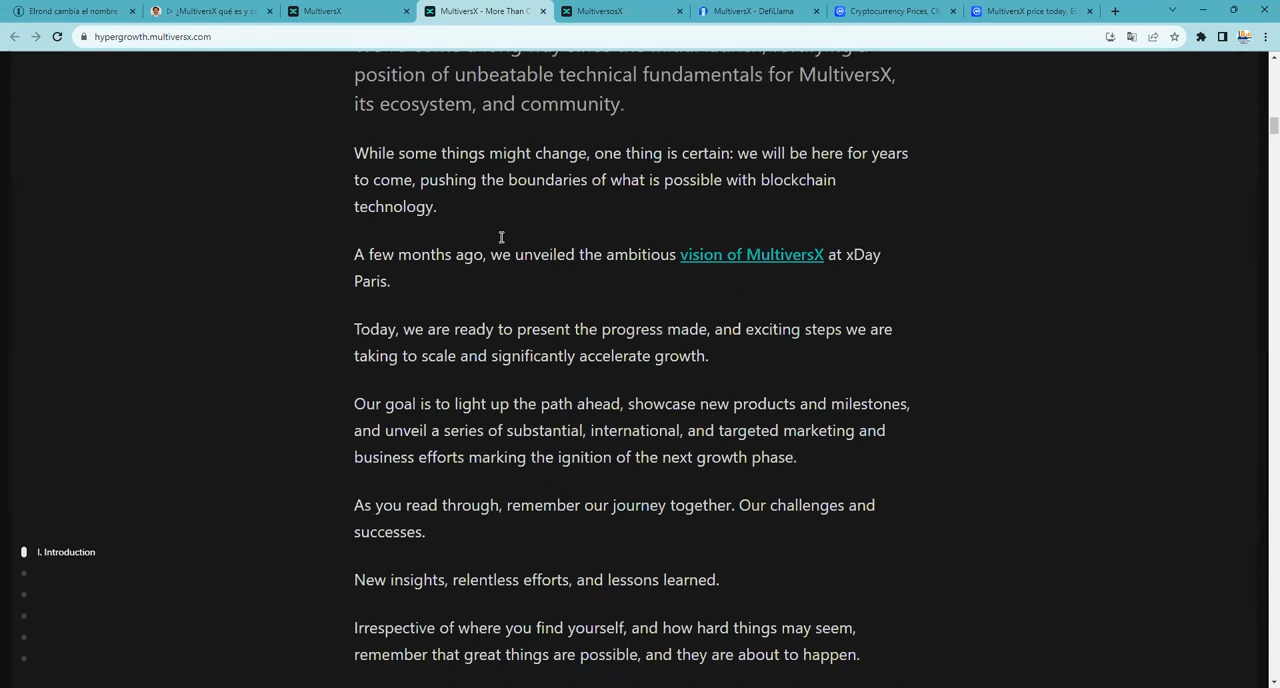 Elrond cambia el nombre
¿MultiversX qué es y c
MultiversX
MultiversX - More Than C
MultiversosX
MultiversX - DefiLlama
Cryptocurrency Prices, Ch
MultiversX price today, E
hypergrowth.multiversx.com
position of unbeatable technical fundamentals for MultiversX,
its ecosystem, and community.
While some things might change, one thing is certain: we will be here for years
to come, pushing the boundaries of what is possible with blockchain
technology.
A few months ago, we unveiled the ambitious vision of MultiversX at xDay
Paris.
Today, we are ready to present the progress made, and exciting steps we are
taking to scale and significantly accelerate growth.
Our goal is to light up the path ahead, showcase new products and milestones,
and unveil a series of substantial, international, and targeted marketing and
business efforts marking the ignition of the next growth phase.
As you read through, remember our journey together. Our challenges and
successes.
I. Introduction
New insights, relentless efforts, and lessons learned.
Irrespective of where you find yourself, and how hard things may seem,
remember that great things are possible, and they are about to happen.